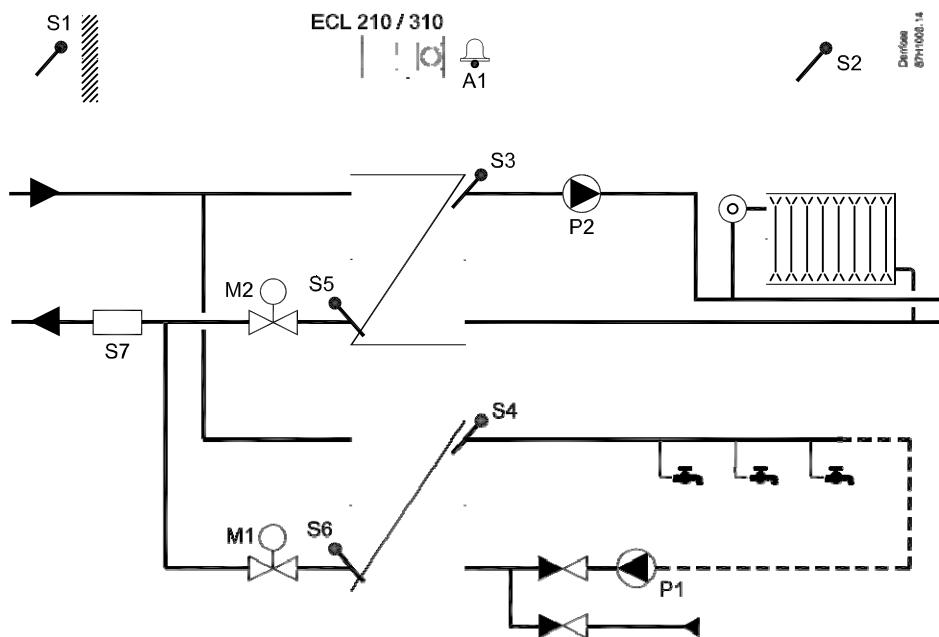 S1
ECL 210 / 310
A1
S2
Danfoss
87H1008.14
S3
P2
M2
S5
S7
S4
M1
S6
P1